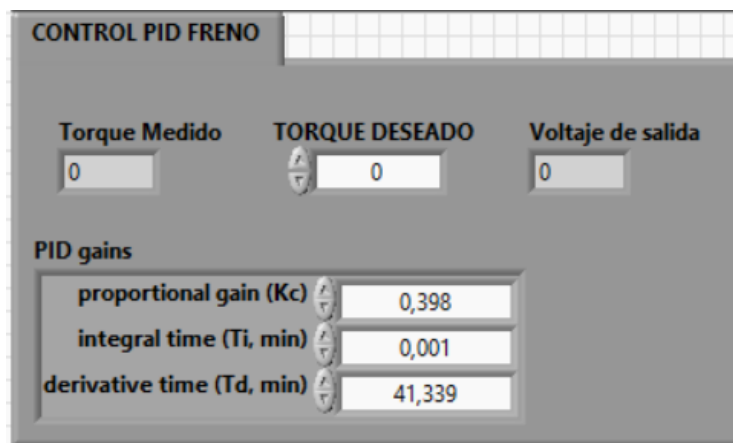 CONTROL PID FRENO
Torque Medido TORQUE DESEADO Voltaje de salida
0 0 0
PID gains
proportional gain (Kc) 0,398
integral time (Ti, min) 0,001
derivative time (Td, min) 41,339